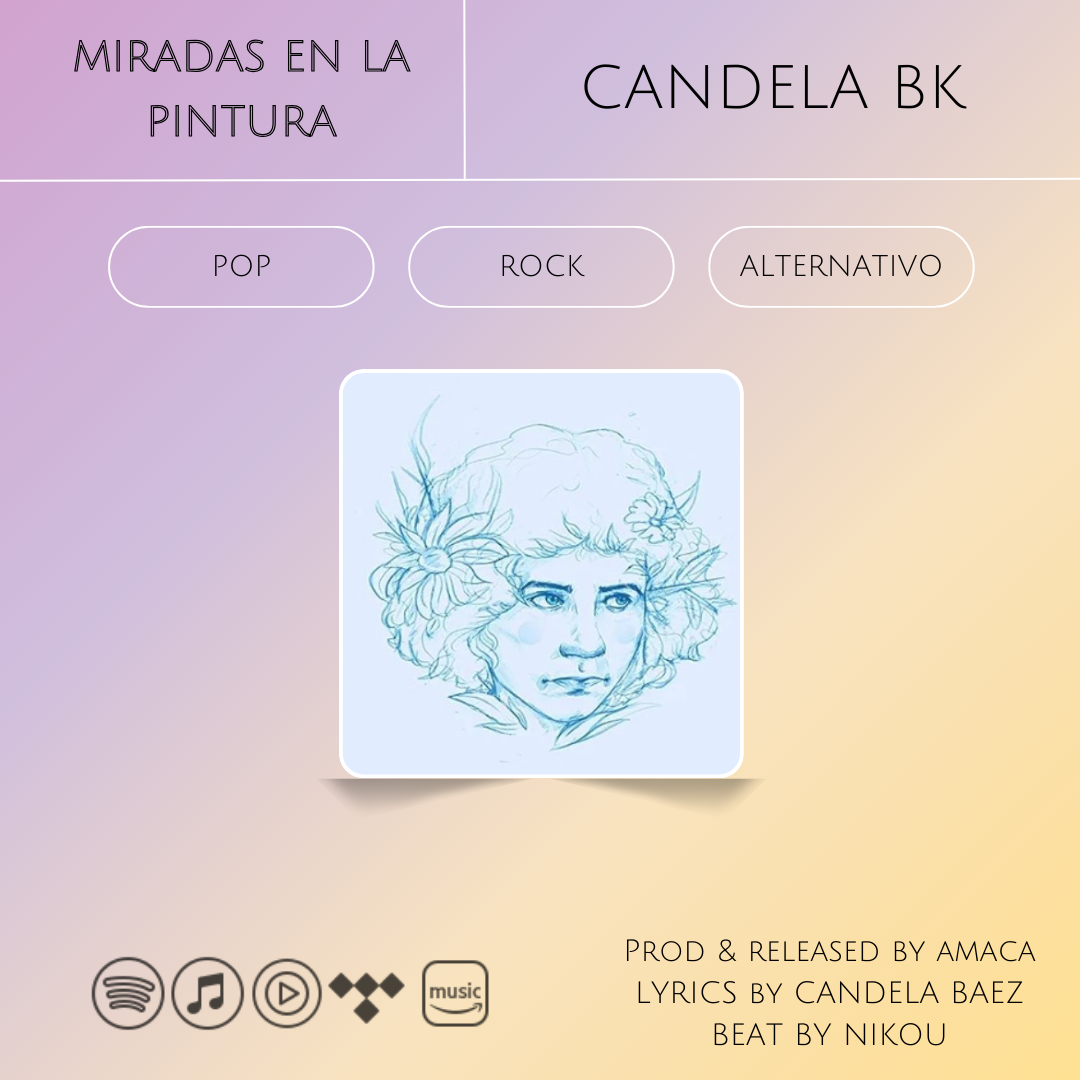 MIRADAS EN LA
PINTURA
CANDELA BK
POP
ROCK
ALTERNATIVO
music
PROD & RELEASED BY AMACA
LYRICS BY CANDELA BAEZ
BEAT BY NIKOU